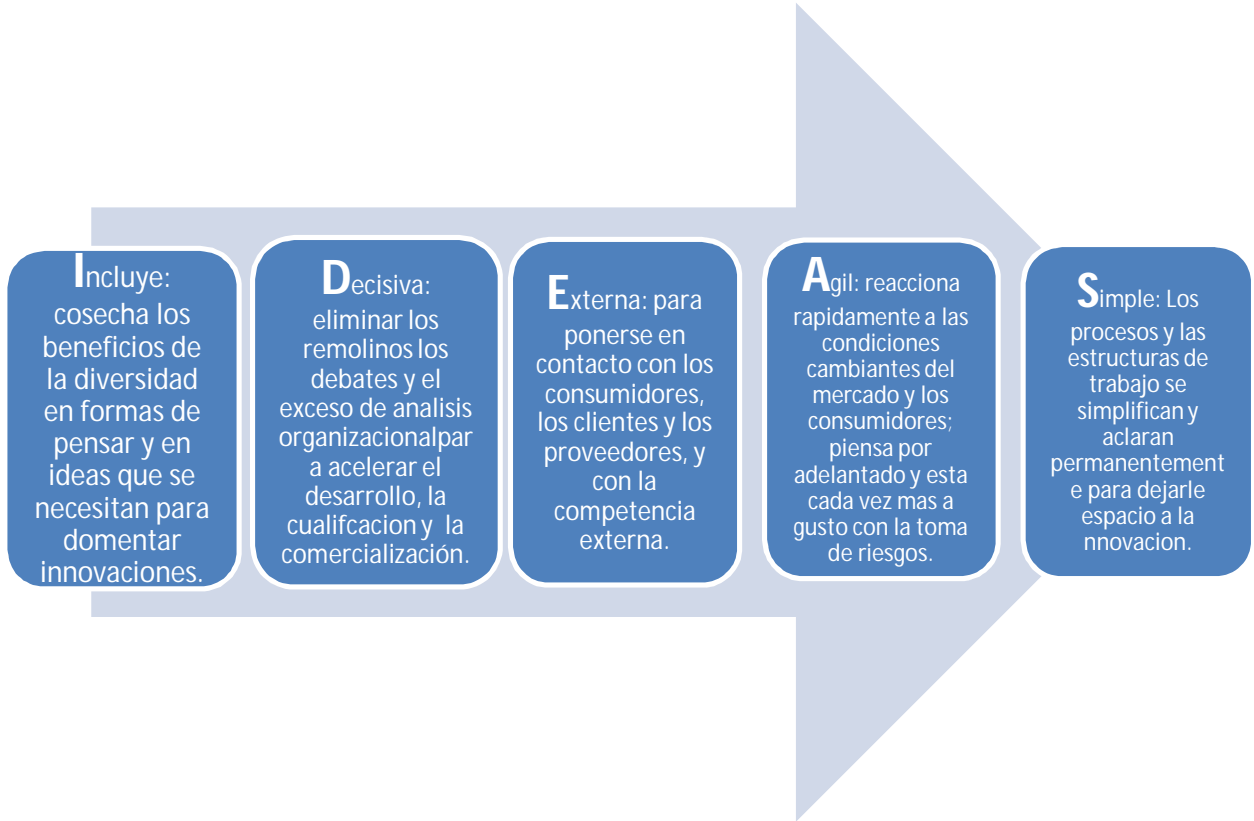 Incluye:
cosecha los
beneficios de
la diversidad
en formas de
pensar y en
ideas que se
necesitan para
domentar
innovaciones.
Decisiva:
eliminar los
remolinos los
debates y el
exceso de analisis
organizacionalpar
a acelerar el
desarrollo, la
cualifcacion y la
comercialización.
Externa: para
ponerse en
contacto con los
consumidores,
los clientes y los
proveedores, y
con la
competencia
externa.
Agil: reacciona
rapidamente a las
condiciones
cambiantes del
mercado y los
consumidores;
piensa por
adelantado y esta
cada vez mas a
gusto con la toma
de riesgos.
Simple: Los
procesos y las
estructuras de
trabajo se
simplifican y
aclaran
permanentement
e para dejarle
espacio a la
nnovacion.